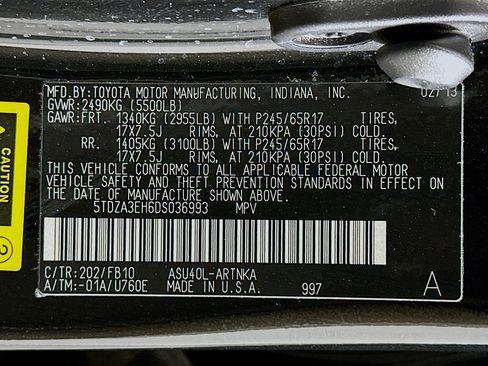 MFD.BY:TOYOTA MOTOR MANUFACTURING, INDIANA, INC. 02/13
GVWR:2490KG (5500LB)
GAWR:FRT. 1340KG (2955LB) WITH P245/65R17 TIRES,
17X7.5J RIMS, AT 210KPA (30PSI) COLD.
RR. 1405KG (3100LB) WITH P245/65R17 TIRES,
17X7.5J RIMS, AT 210KPA (30PSI) COLD.
THIS VEHICLE CONFORMS TO ALL APPLICABLE FEDERAL MOTOR
VEHICLE SAFETY AND THEFT PREVENTION STANDARDS IN EFFECT ON
THE DATE OF MANUFACTURE SHOWN ABOVE.
5TDZA3EH6DS036993 MPV
C/TR:202/FB10 ASU40L-ARTNKA
A/TM:-01A/U760E MADE IN U.S.A. 997 A
CAUTION
2